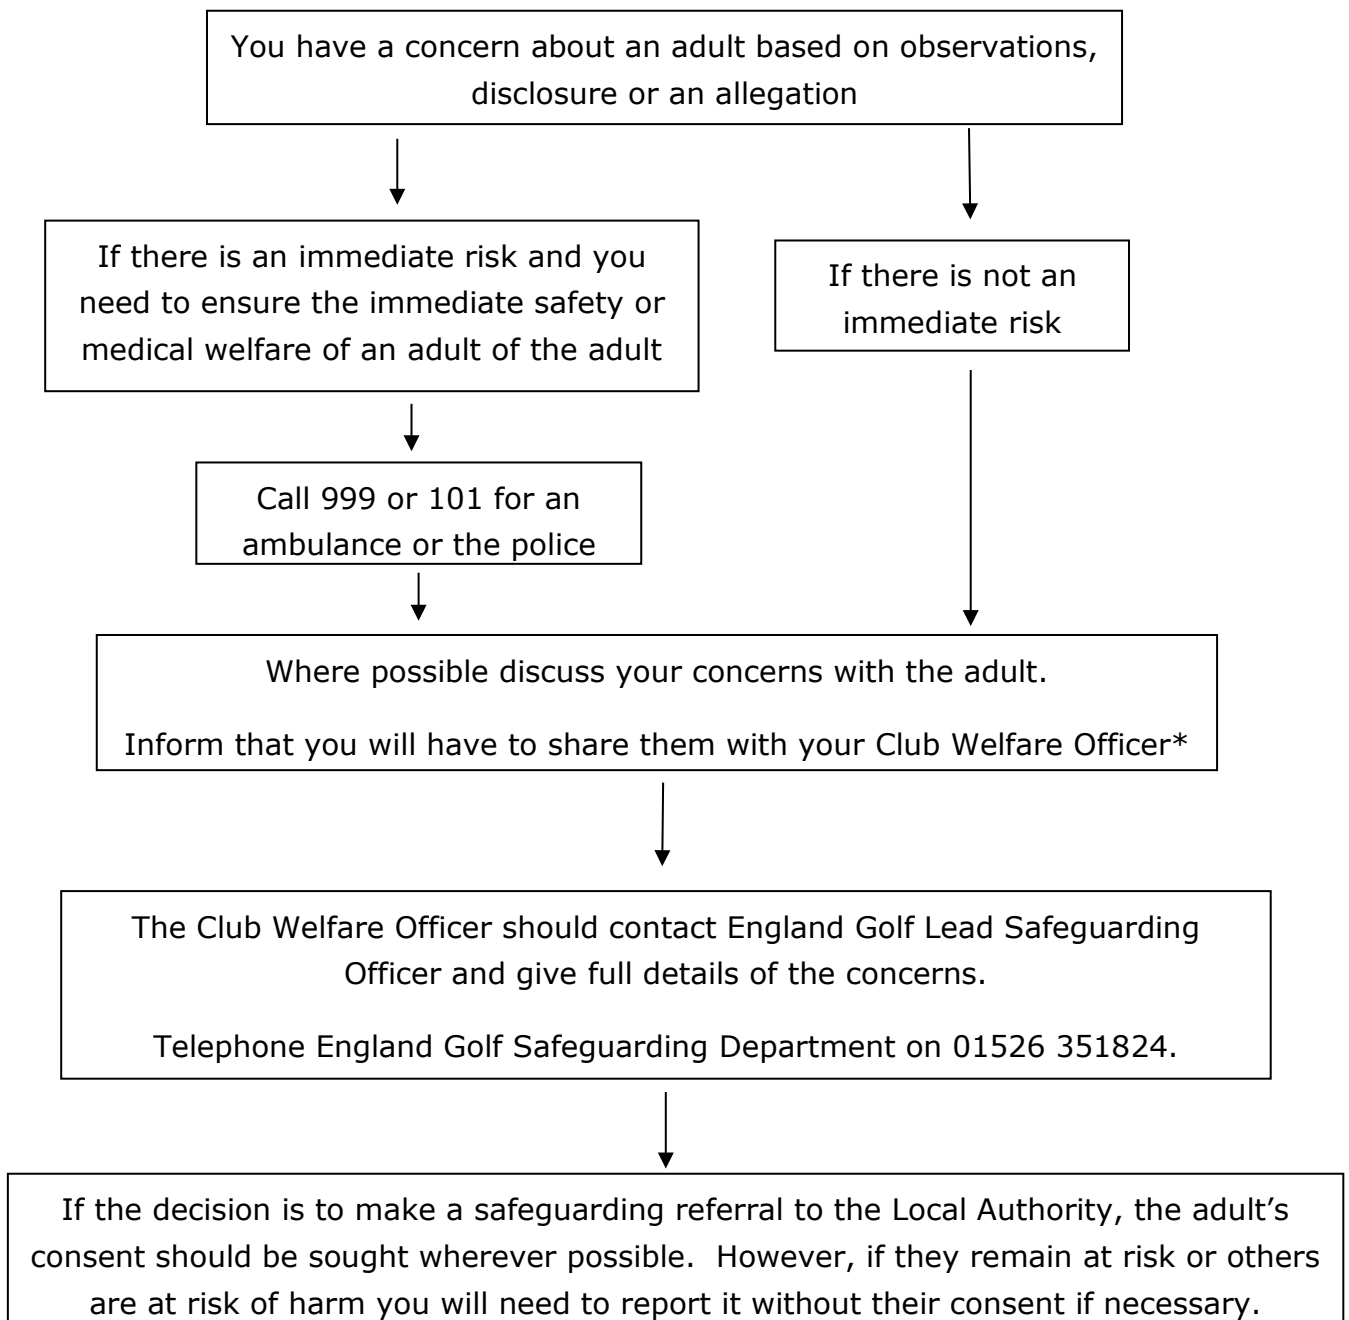 You have a concern about an adult based on observations,
disclosure or an allegation
If there is an immediate risk and you
need to ensure the immediate safety or
medical welfare of an adult of the adult
If there is not an
immediate risk
Call 999 or 101 for an
ambulance or the police
Where possible discuss your concerns with the adult.
Inform that you will have to share them with your Club Welfare Officer*
The Club Welfare Officer should contact England Golf Lead Safeguarding
Officer and give full details of the concerns.
Telephone England Golf Safeguarding Department on 01526 351824.
If the decision is to make a safeguarding referral to the Local Authority, the adult’s
consent should be sought wherever possible.  However, if they remain at risk or others
are at risk of harm you will need to report it without their consent if necessary.